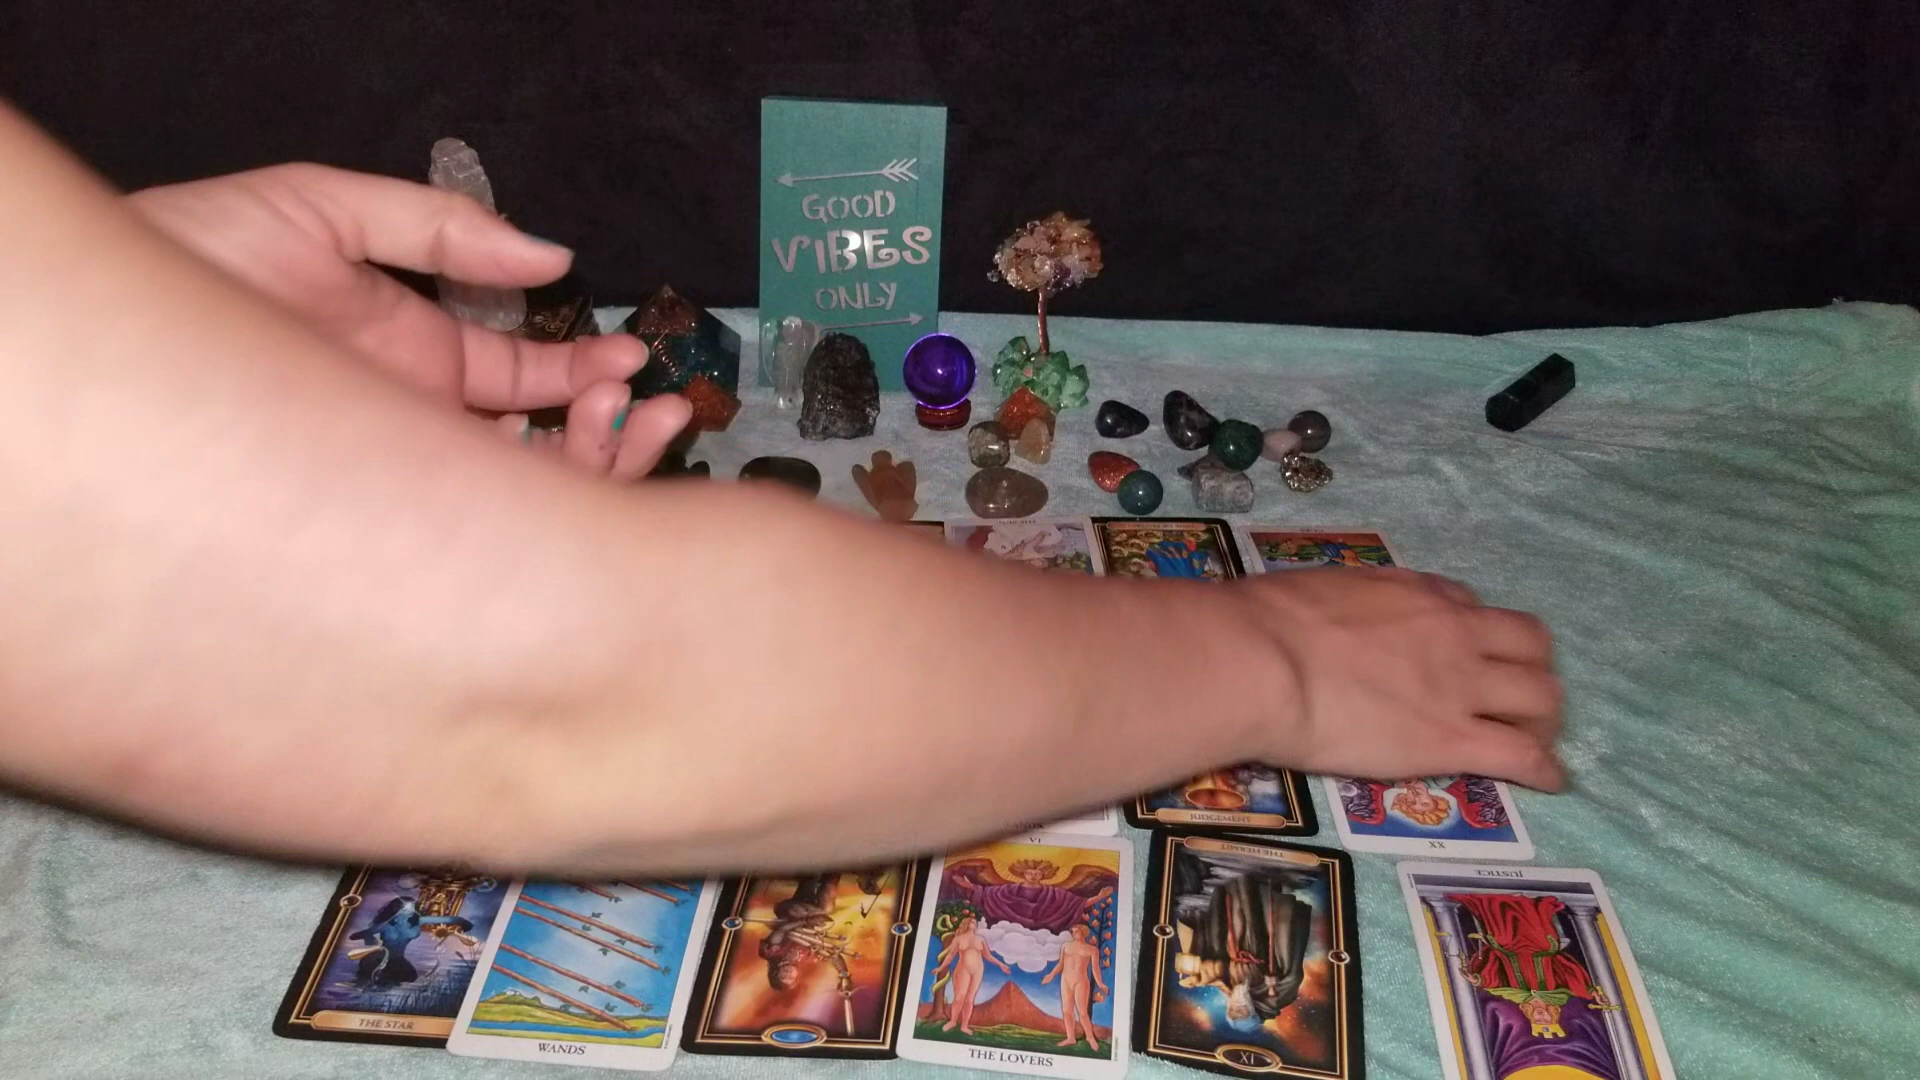 GOOD
VIBES
ONLY
JUDGEMENT
XX
VI
THE HERMIT
JUSTICE
THE STAR
WANDS
THE LOVERS
IX